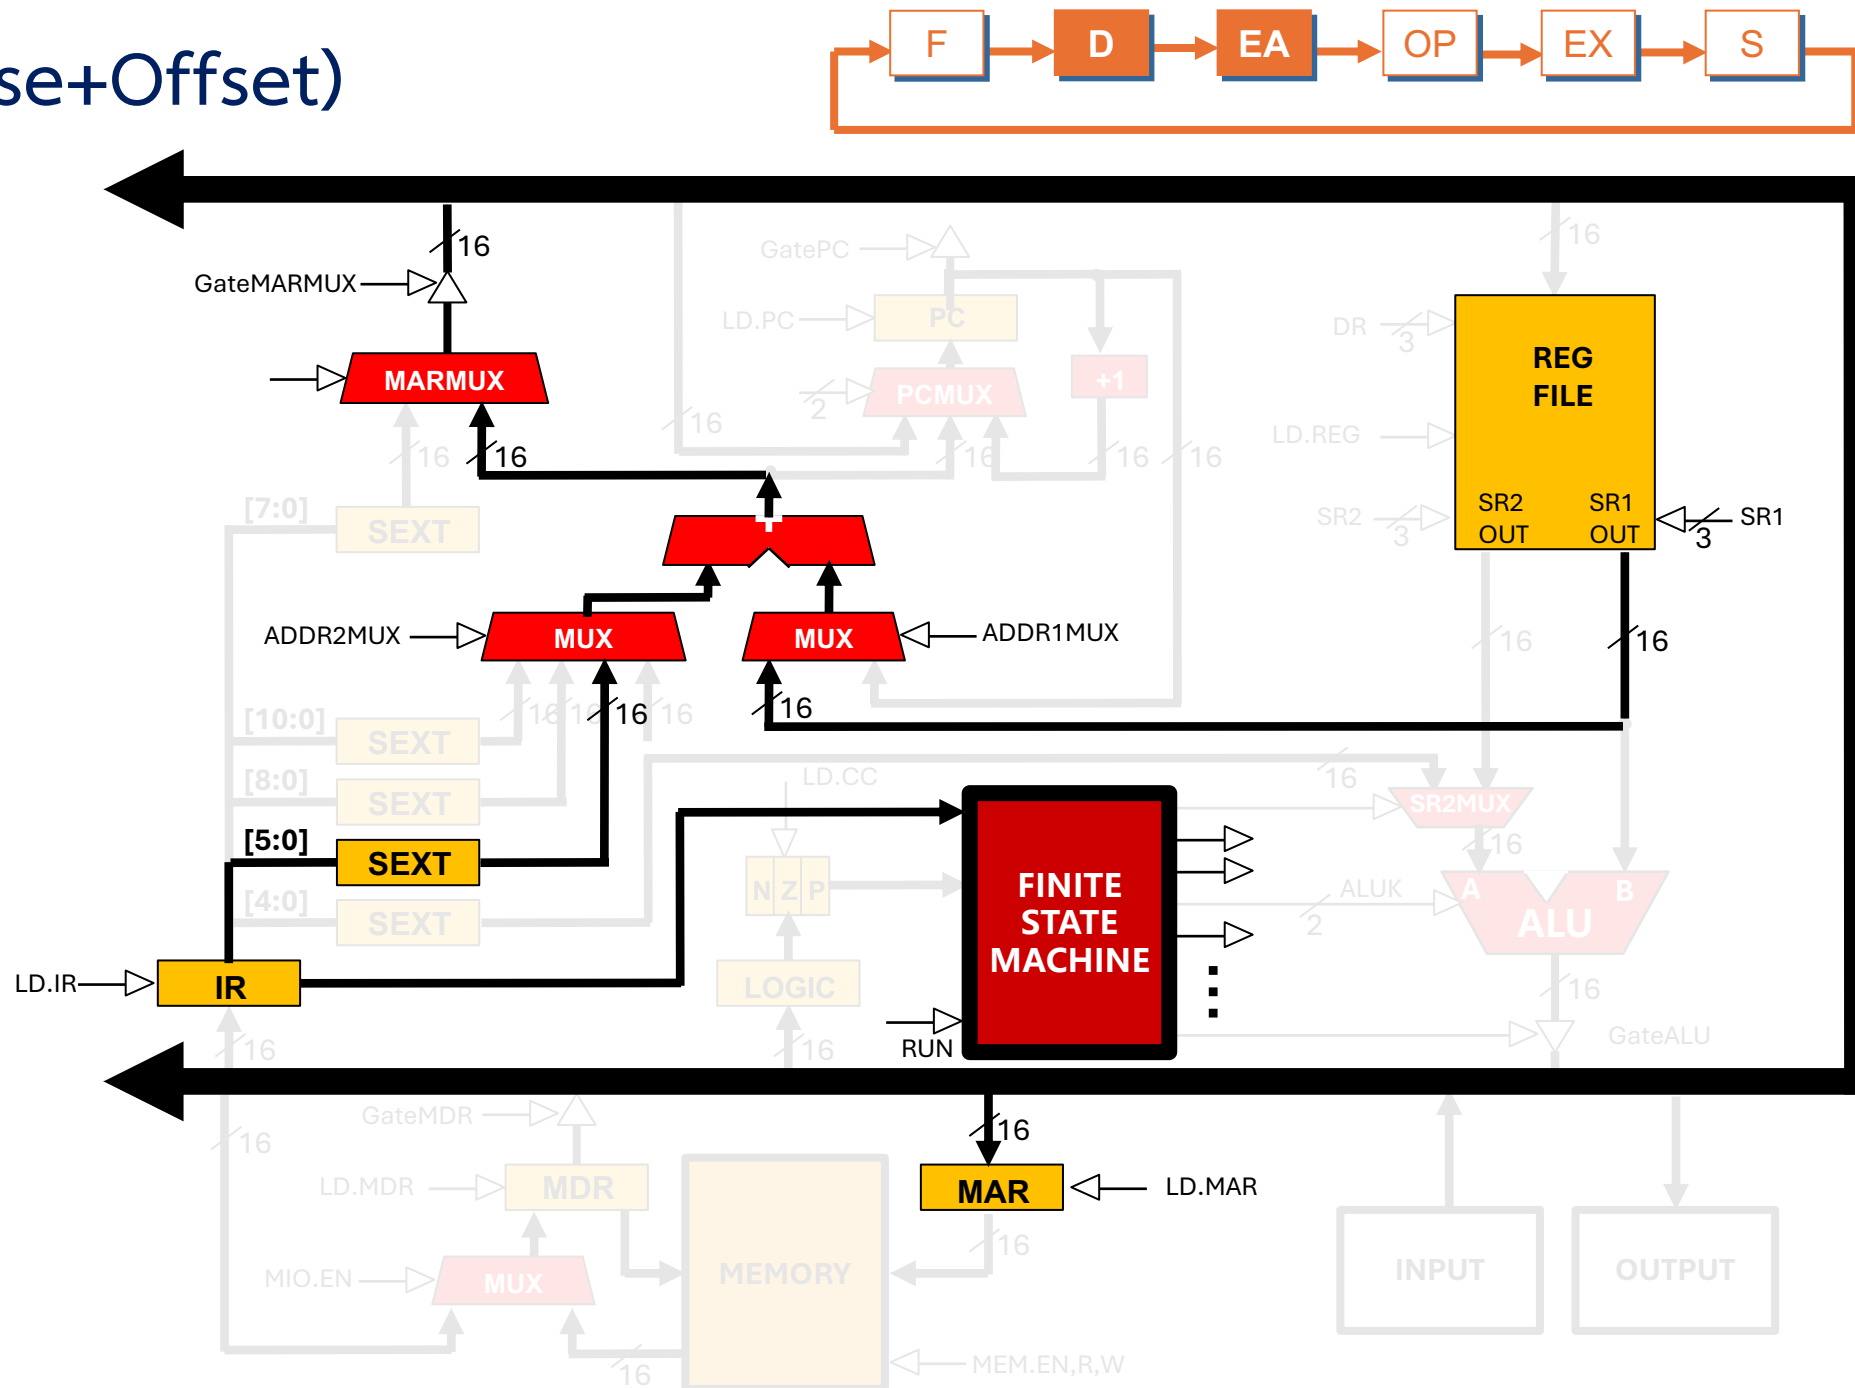 se+Offset)
F
D
EA
OP
EX
S
16
GateMARMUX
MARMUX
16
16
[7:0]
SEXT
GatePC
LD.PC
PC
2
PCMUX
+1
16
16
16
16
16
DR
3
REG
FILE
LD.REG
SR2
3
SR2
OUT
SR1
OUT
SR1
3
+
ADDR2MUX
MUX
MUX
ADDR1MUX
16
16
16
16
16
16
16
[10:0]
SEXT
[8:0]
SEXT
[5:0]
SEXT
[4:0]
SEXT
LD.CC
N
Z
P
LOGIC
16
FINITE
STATE
MACHINE
RUN
16
SR2MUX
16
ALUK
2
A
B
ALU
16
GateALU
LD.IR
IR
16
16
GateMDR
LD.MDR
MDR
MIO.EN
MUX
16
MEMORY
16
MAR
LD.MAR
16
MEM.EN,R,W
INPUT
OUTPUT